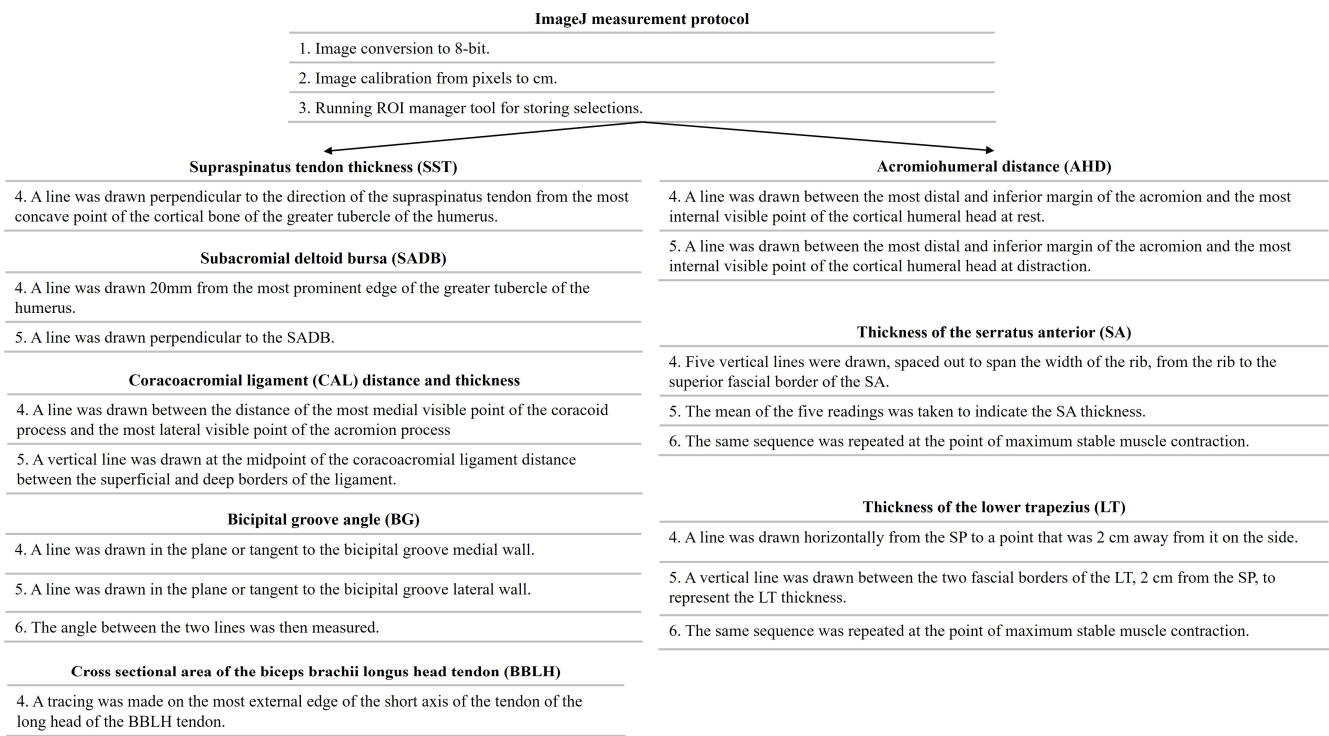 ImageJ measurement protocol
1. Image conversion to 8-bit.
2. Image calibration from pixels to cm.
3. Running ROI manager tool for storing selections.
Supraspinatus tendon thickness (SST)
4. A line was drawn perpendicular to the direction of the supraspinatus tendon from the most
concave point of the cortical bone of the greater tubercle of the humerus.
Subacromial deltoid bursa (SADB)
4. A line was drawn 20mm from the most prominent edge of the greater tubercle of the
humerus.
5. A line was drawn perpendicular to the SADB.
Coracoacromial ligament (CAL) distance and thickness
4. A line was drawn between the distance of the most medial visible point of the coracoid
process and the most lateral visible point of the acromion process
5. A vertical line was drawn at the midpoint of the coracoacromial ligament distance
between the superficial and deep borders of the ligament.
Bicipital groove angle (BG)
4. A line was drawn in the plane or tangent to the bicipital groove medial wall.
5. A line was drawn in the plane or tangent to the bicipital groove lateral wall.
6. The angle between the two lines was then measured.
Cross sectional area of the biceps brachii longus head tendon (BBLH)
4. A tracing was made on the most external edge of the short axis of the tendon of the
long head of the BBLH tendon.
Acromiohumeral distance (AHD)
4. A line was drawn between the most distal and inferior margin of the acromion and the most
internal visible point of the cortical humeral head at rest.
5. A line was drawn between the most distal and inferior margin of the acromion and the most
internal visible point of the cortical humeral head at distraction.
Thickness of the serratus anterior (SA)
4. Five vertical lines were drawn, spaced out to span the width of the rib, from the rib to the
superior fascial border of the SA.
5. The mean of the five readings was taken to indicate the SA thickness.
6. The same sequence was repeated at the point of maximum stable muscle contraction.
Thickness of the lower trapezius (LT)
4. A line was drawn horizontally from the SP to a point that was 2 cm away from it on the side.
5. A vertical line was drawn between the two fascial borders of the LT, 2 cm from the SP, to
represent the LT thickness.
6. The same sequence was repeated at the point of maximum stable muscle contraction.